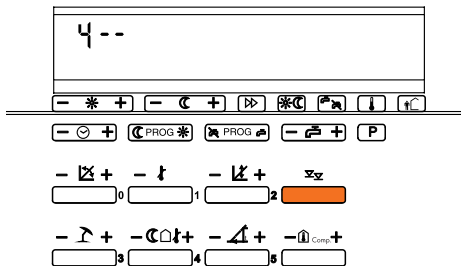 4--
- + - +
- + PROG PROG - + P
- + - + - +
0 1 2
- + - + - + - Comp. +
3 4 5